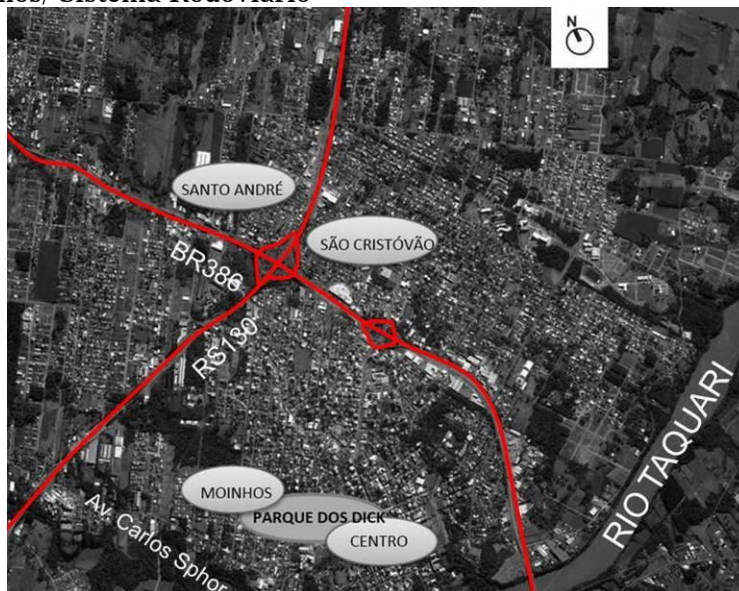 N
SANTO ANDRÉ
SÃO CRISTÓVÃO
BR386
RS130
RIO TAQUARI
MOINHOS
PARQUE DOS DICK
CENTRO
Av. Carlos Sphor